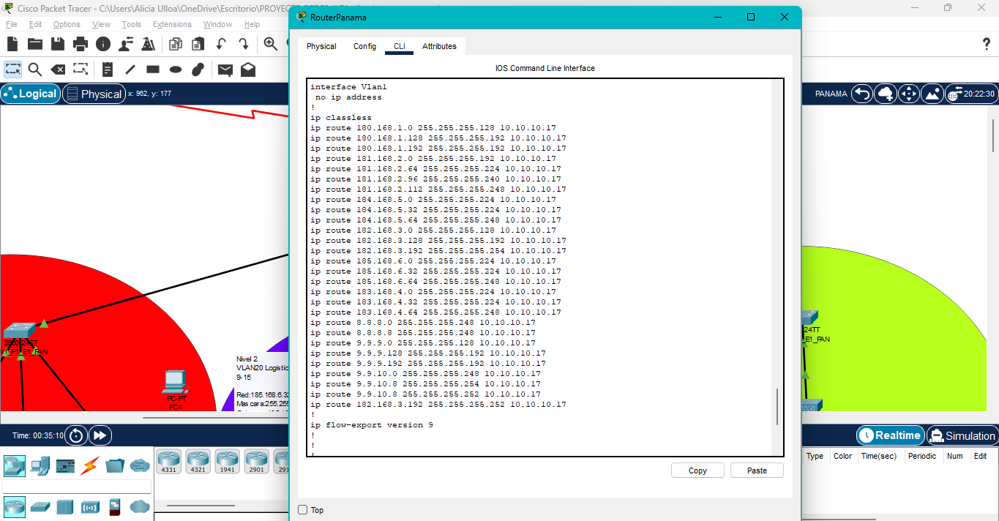 Cisco Packet Tracer - C:\Users\Alicia Ulloa\OneDrive\Escritorio\PROYEC
File Edit Options View Tools Extensions Window Help
Logical
Physical
x: 962, y: 177
PANAMA
20:22:30
RouterPanama
Physical Config CLI Attributes
IOS Command Line Interface
interface Vlan1
no ip address
!
ip classless
ip route 180.168.1.0 255.255.255.128 10.10.10.17
ip route 180.168.1.128 255.255.255.192 10.10.10.17
ip route 180.168.1.192 255.255.255.192 10.10.10.17
ip route 181.168.2.0 255.255.255.192 10.10.10.17
ip route 181.168.2.64 255.255.255.224 10.10.10.17
ip route 181.168.2.96 255.255.255.240 10.10.10.17
ip route 181.168.2.112 255.255.255.248 10.10.10.17
ip route 184.168.5.0 255.255.255.224 10.10.10.17
ip route 184.168.5.32 255.255.255.224 10.10.10.17
ip route 184.168.5.64 255.255.255.248 10.10.10.17
ip route 182.168.3.0 255.255.255.128 10.10.10.17
ip route 182.168.3.128 255.255.255.192 10.10.10.17
ip route 182.168.3.192 255.255.255.254 10.10.10.17
ip route 185.168.6.0 255.255.255.224 10.10.10.17
ip route 185.168.6.32 255.255.255.224 10.10.10.17
ip route 185.168.6.64 255.255.255.248 10.10.10.17
ip route 183.168.4.0 255.255.255.224 10.10.10.17
ip route 183.168.4.32 255.255.255.224 10.10.10.17
ip route 183.168.4.64 255.255.255.248 10.10.10.17
ip route 8.8.8.0 255.255.255.248 10.10.10.17
ip route 8.8.8.8 255.255.255.248 10.10.10.17
ip route 9.9.9.0 255.255.255.128 10.10.10.17
ip route 9.9.9.128 255.255.255.192 10.10.10.17
ip route 9.9.9.192 255.255.255.192 10.10.10.17
ip route 9.9.10.0 255.255.255.248 10.10.10.17
ip route 9.9.10.8 255.255.255.254 10.10.10.17
ip route 9.9.10.8 255.255.255.252 10.10.10.17
ip route 182.168.3.192 255.255.255.252 10.10.10.17
!
ip flow-export version 9
!
!
!
Copy
Paste
Top
PC-PT
PC4
Nivel 2
VLAN20 Logistic
9-15
Red:185.168.6.3
Mascara:255.25
24TT
_E1_PAN
Time: 00:35:10
Realtime
Simulation
4331
4321
1941
2901
291
Type Color Time(sec) Periodic Num Edit